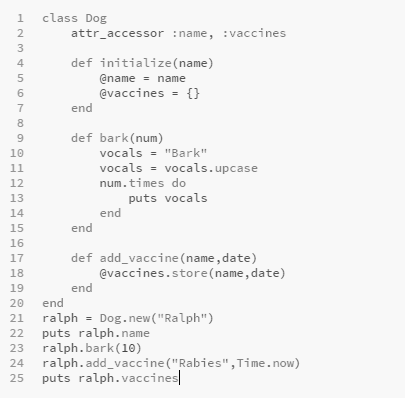 1 class Dog
2     attr_accessor :name, :vaccines
3
4     def initialize(name)
5         @name = name
6         @vaccines = {}
7     end
8
9     def bark(num)
10         vocals = "Bark"
11         vocals = vocals.upcase
12         num.times do
13             puts vocals
14         end
15     end
16
17     def add_vaccine(name,date)
18         @vaccines.store(name,date)
19     end
20 end
21 ralph = Dog.new("Ralph")
22 puts ralph.name
23 ralph.bark(10)
24 ralph.add_vaccine("Rabies",Time.now)
25 puts ralph.vaccines